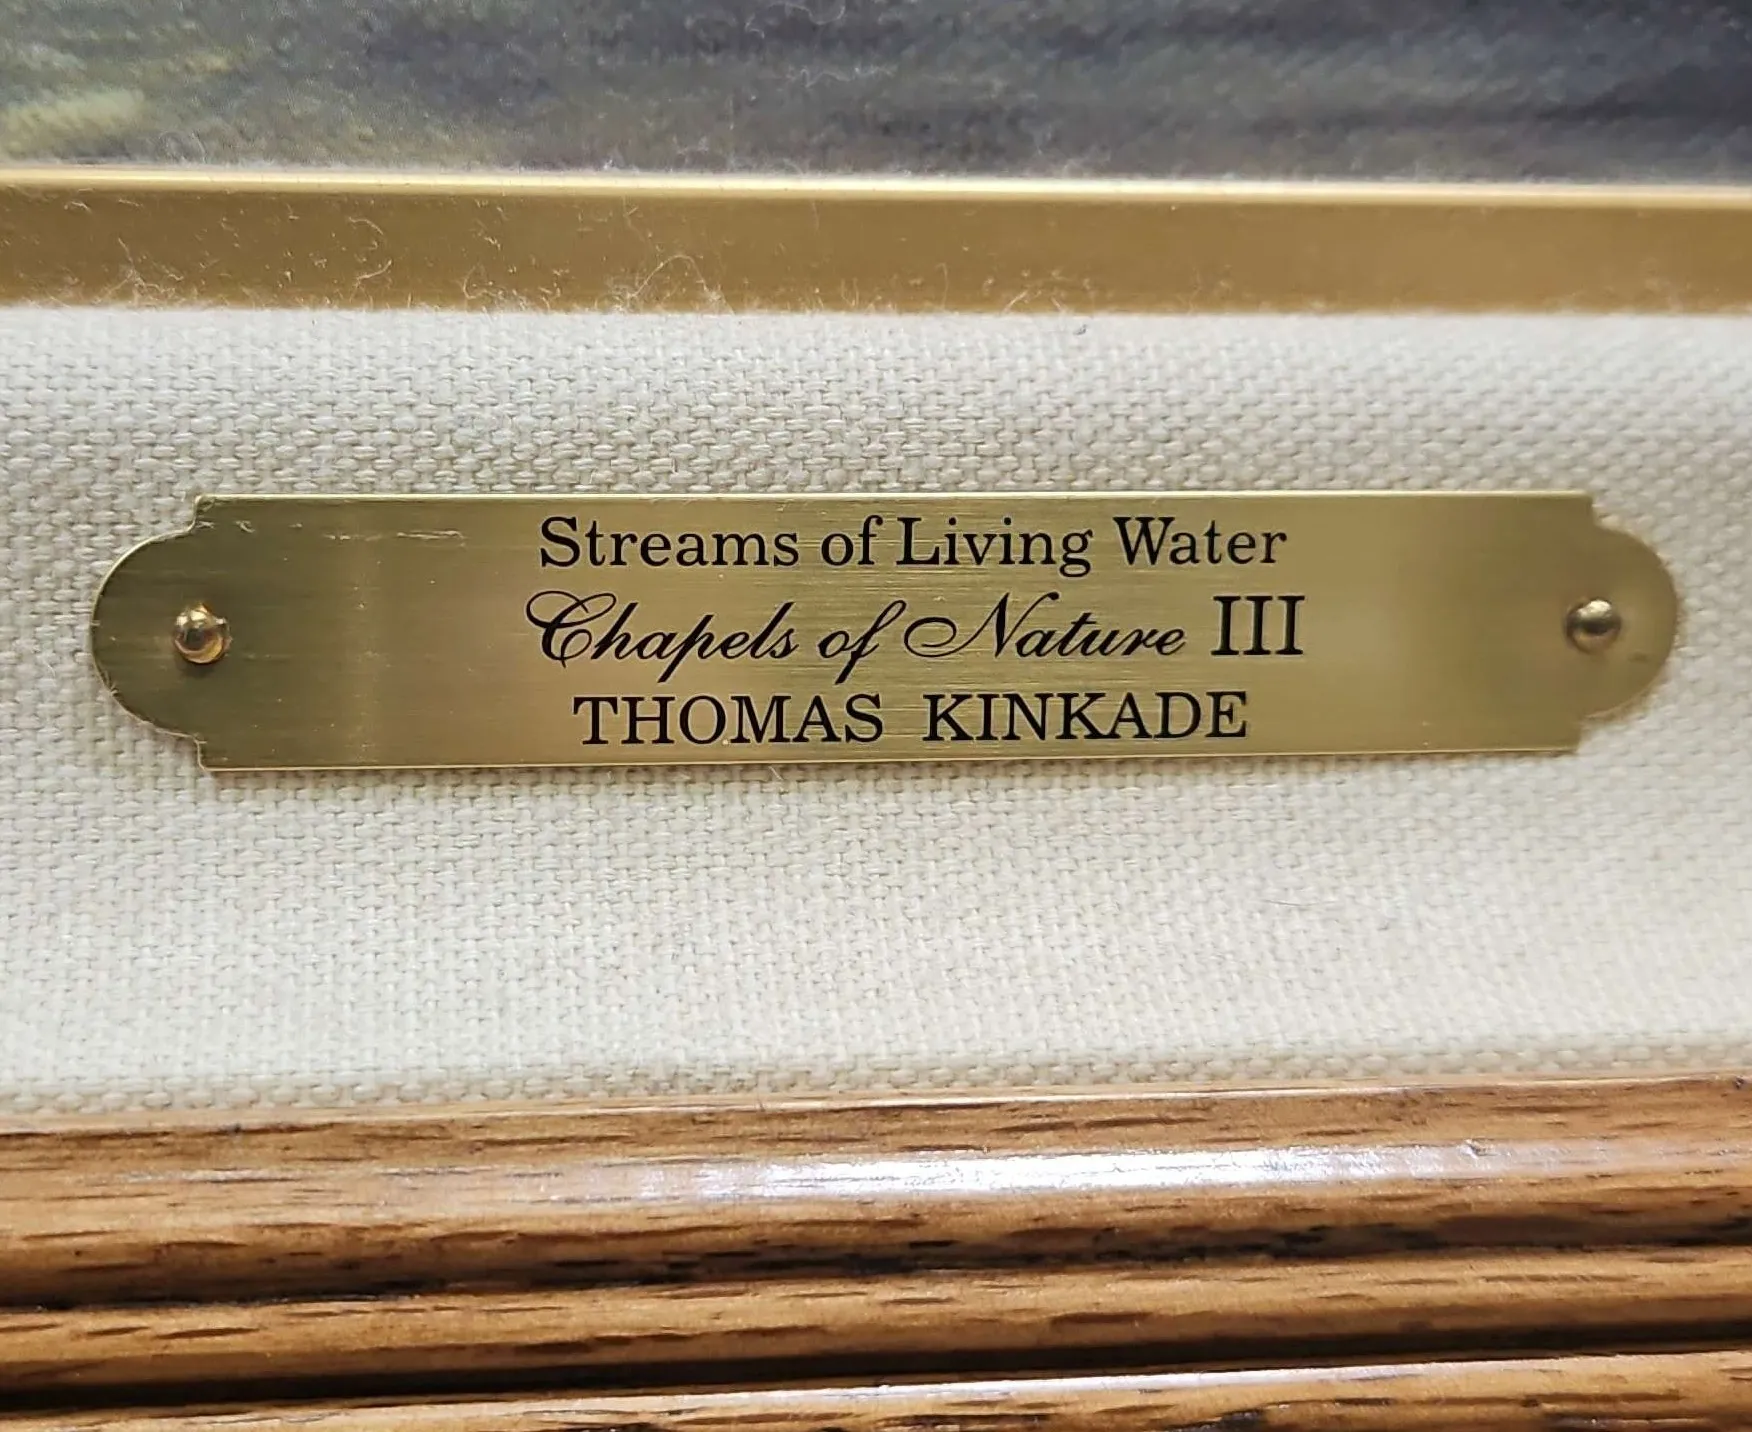 Streams of Living Water
Chapels of Nature III
THOMAS KINKADE